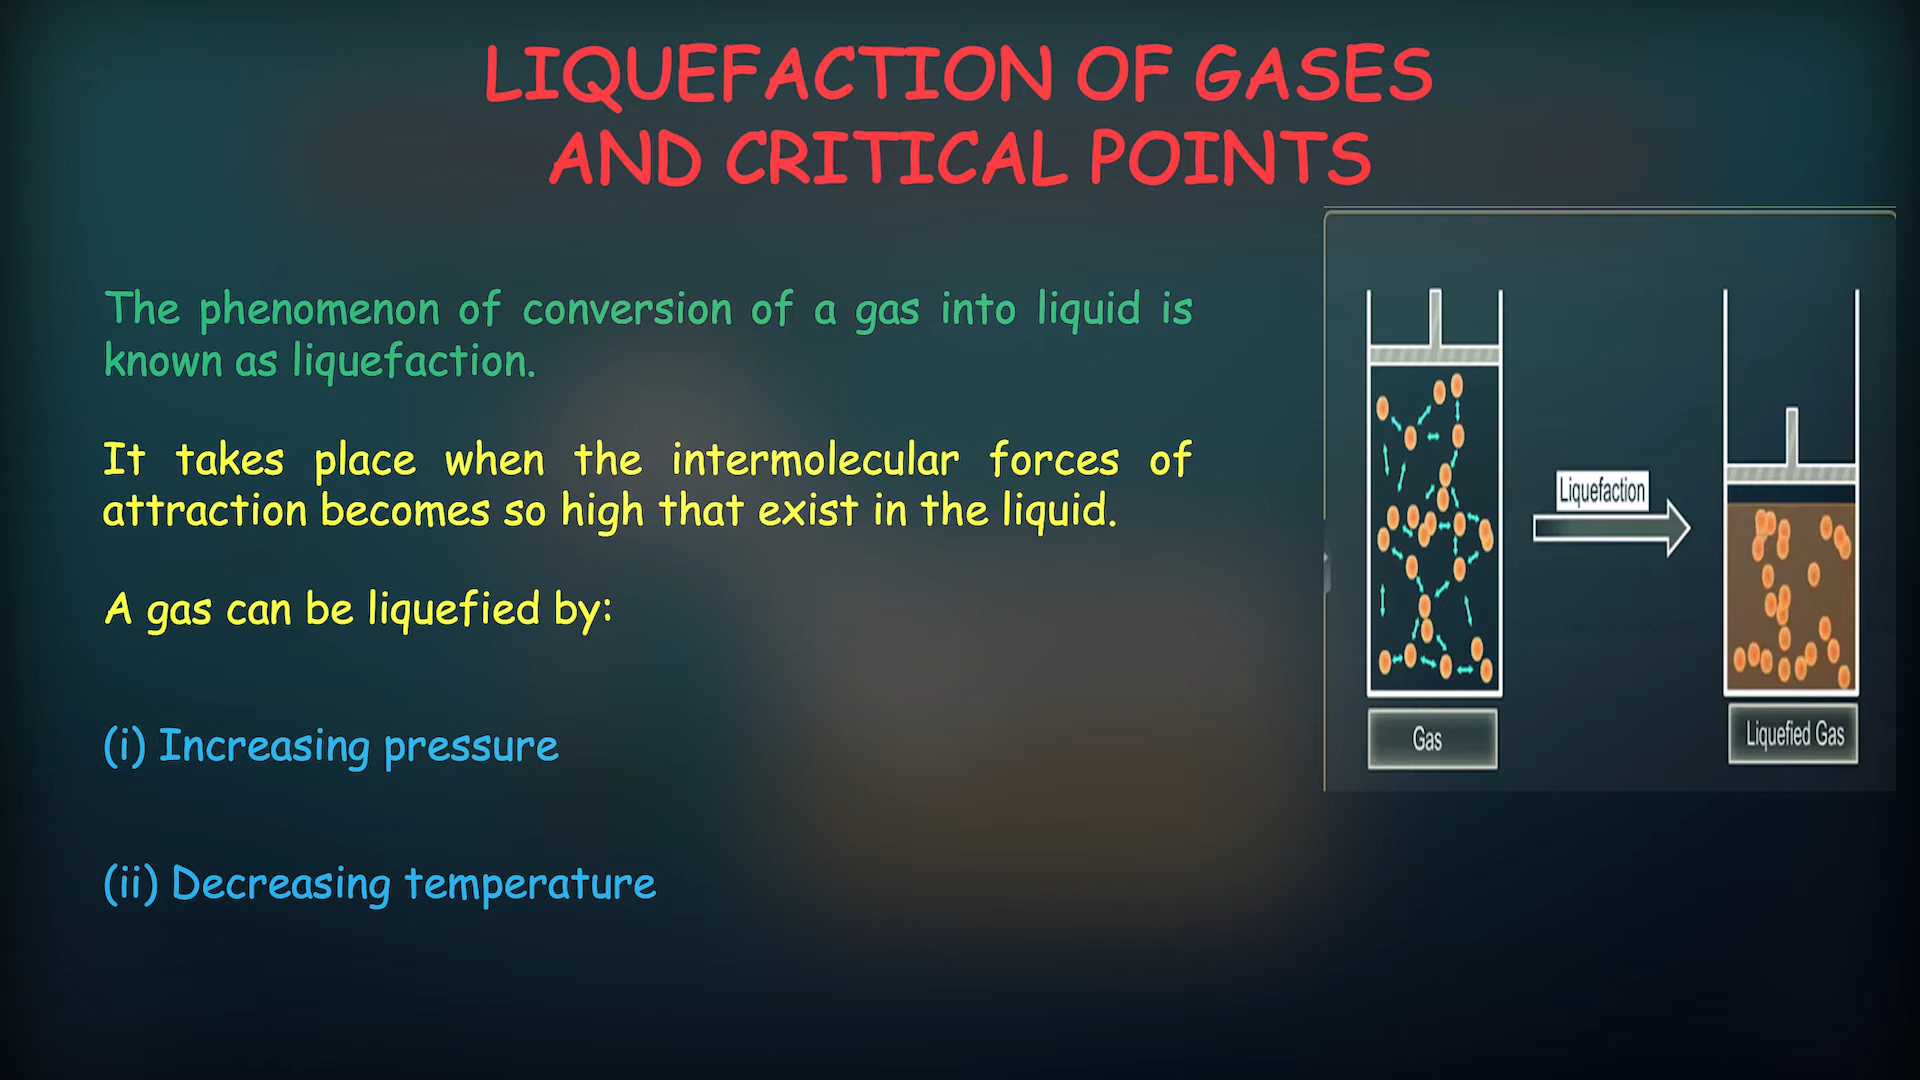 LIQUEFACTION OF GASES
AND CRITICAL POINTS
The phenomenon of conversion of a gas into liquid is
known as liquefaction.
It takes place when the intermolecular forces of
attraction becomes so high that exist in the liquid.
A gas can be liquefied by:
(i) Increasing pressure
(ii) Decreasing temperature
Liquefaction
Gas
Liquefied Gas